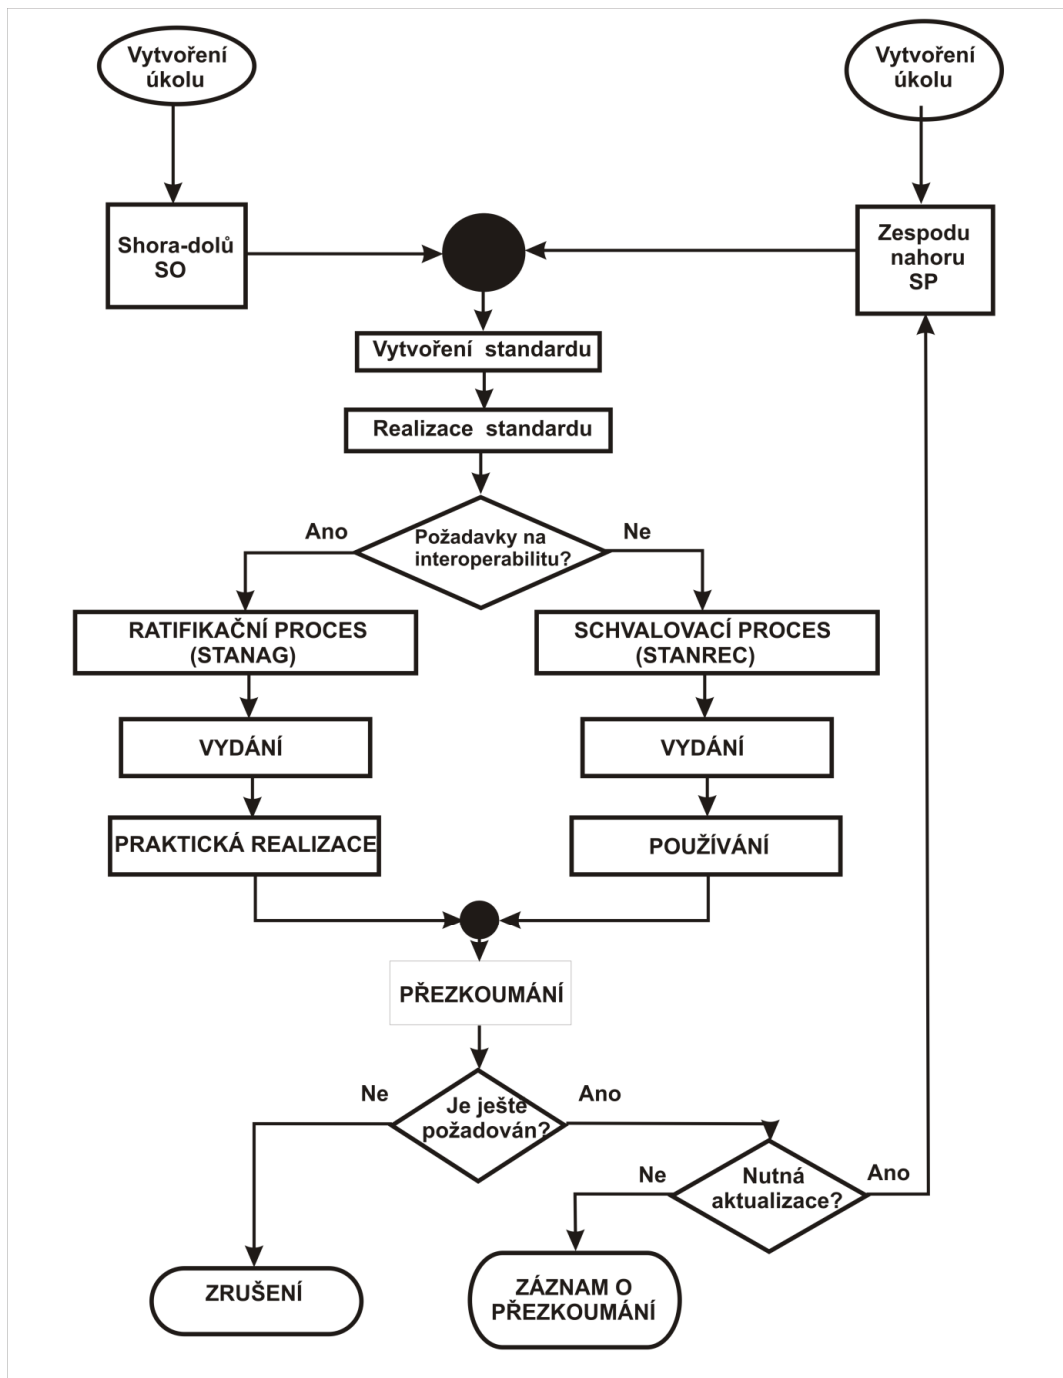 Vytvoření
úkolu
Vytvoření
úkolu
Shora-dolů
SO
Zespodu
nahoru
SP
Vytvoření standardu
Realizace standardu
Ano
Požadavky na
interoperabilitu?
Ne
RATIFIKAČNÍ PROCES
(STANAG)
SCHVALOVACÍ PROCES
(STANREC)
VYDÁNÍ
VYDÁNÍ
PRAKTICKÁ REALIZACE
POUŽÍVÁNÍ
PŘEZKOUMÁNÍ
Ne
Je ještě
požadován?
Ano
Ne
Nutná
aktualizace?
Ano
ZRUŠENÍ
ZÁZNAM O
PŘEZKOUMÁNÍ